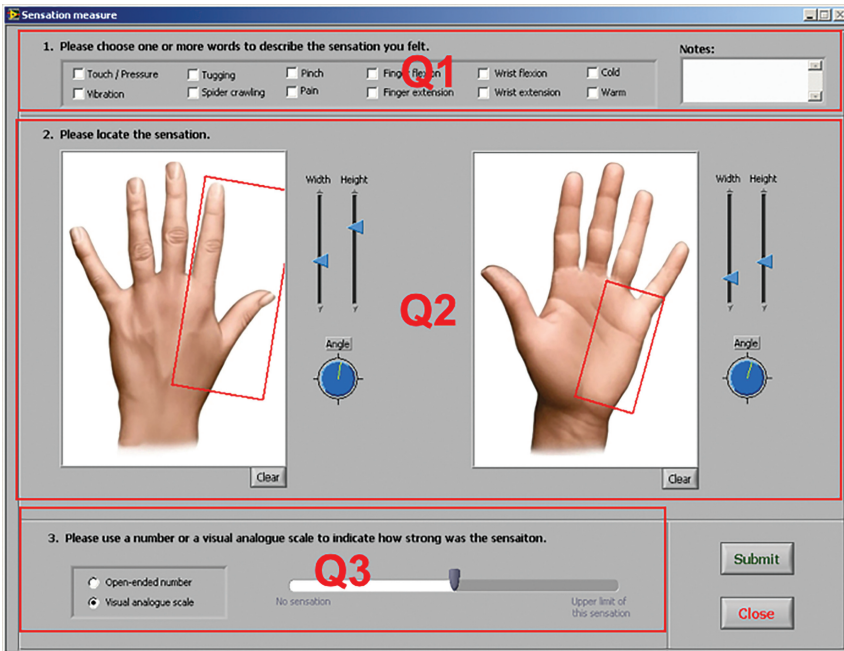 Sensation measure
1. Please choose one or more words to describe the sensation you felt.
Notes:
Touch / Pressure Tugging Pinch Finger flexion Wrist flexion Cold
Vibration Spider crawling Pain Finger extension Wrist extension Warm
Q1
2. Please locate the sensation.
Width Height
Width Height
Q2
Angle
Angle
Clear
Clear
3. Please use a number or a visual analogue scale to indicate how strong was the sensaiton.
Open-ended number
Visual analogue scale
Q3
No sensation
Upper limit of
this sensation
Submit
Close